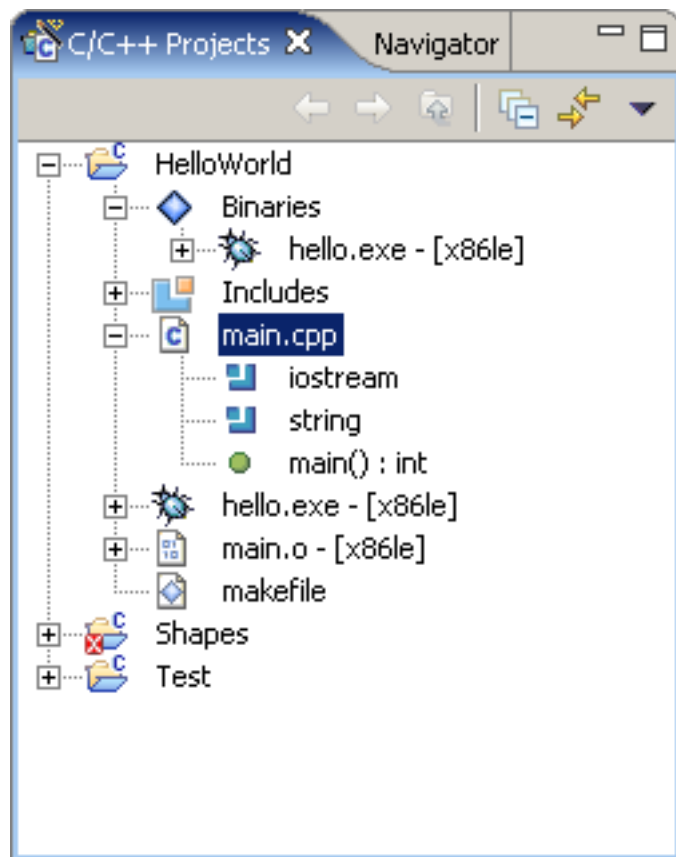 C/C++ Projects Navigator
HelloWorld
Binaries
hello.exe - [x86le]
Includes
main.cpp
iostream
string
main() : int
hello.exe - [x86le]
main.o - [x86le]
makefile
Shapes
Test